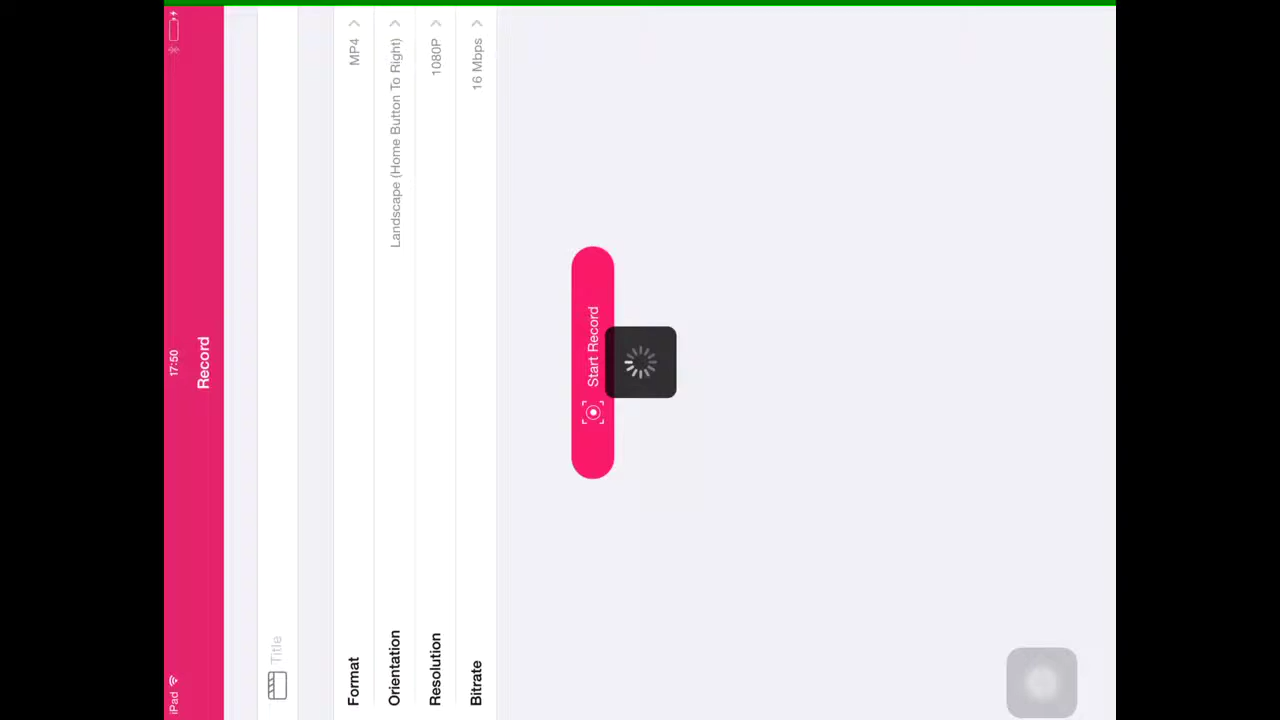 iPad 17:50
Record
Title
Format MP4
Orientation Landscape (Home Button To Right)
Resolution 1080P
Bitrate 16 Mbps
Start Record